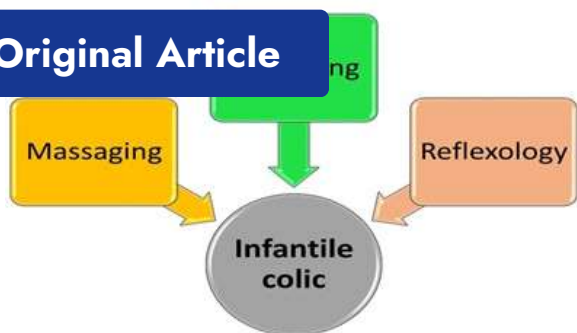 Original Article
ng
Massaging
Reflexology
Infantile
colic